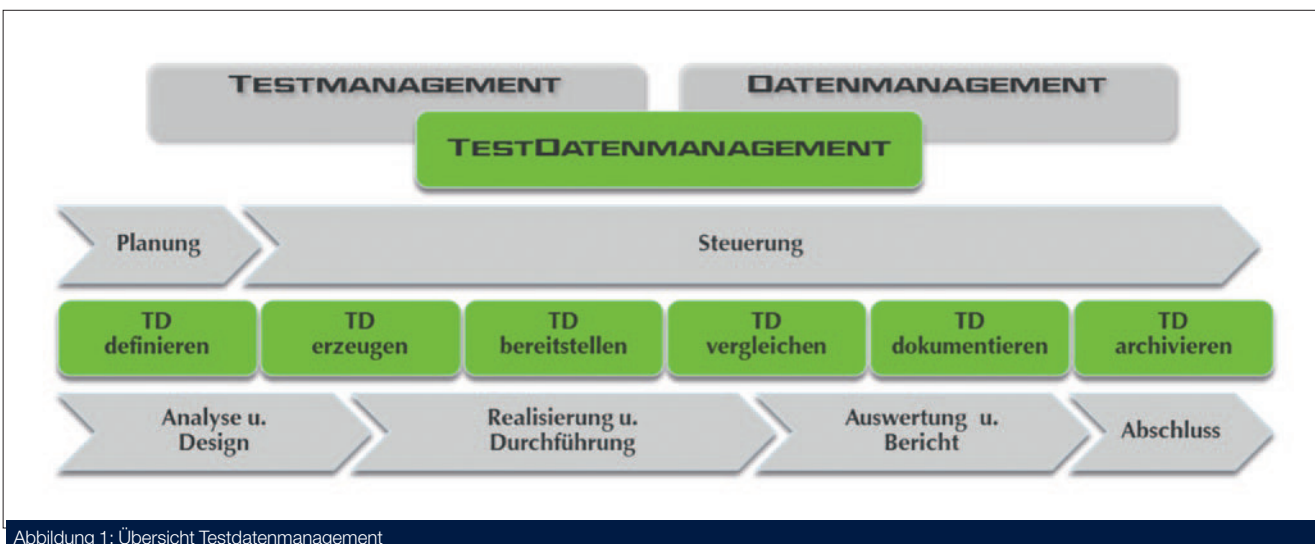 TESTMANAGEMENT
DATENMANAGEMENT
TESTDATENMANAGEMENT
Planung
Steuerung
TD
definieren
TD
erzeugen
TD
bereitstellen
TD
vergleichen
TD
dokumentieren
TD
archivieren
Analyse u.
Design
Realisierung u.
Durchführung
Auswertung u.
Bericht
Abschluss
Abbildung 1: Übersicht Testdatenmanagement